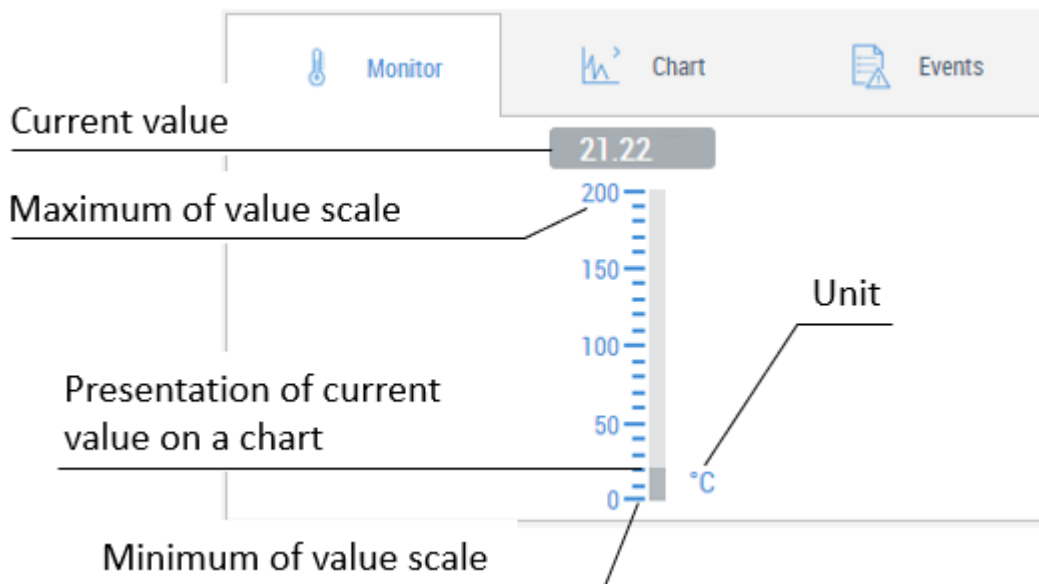 Monitor
Chart
Events
Current value
21.22
Maximum of value scale
200
150
Unit
100
Presentation of current
value on a chart
50
°C
0
Minimum of value scale